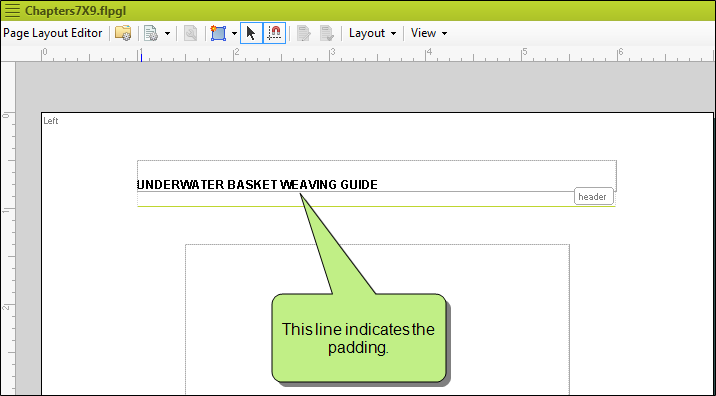 Chapters7X9.flpgl
Page Layout Editor Layout View
0 1 2 3 4 5 6
0
Left
UNDERWATER BASKET WEAVING GUIDE
header
1
2
This line indicates the
padding.